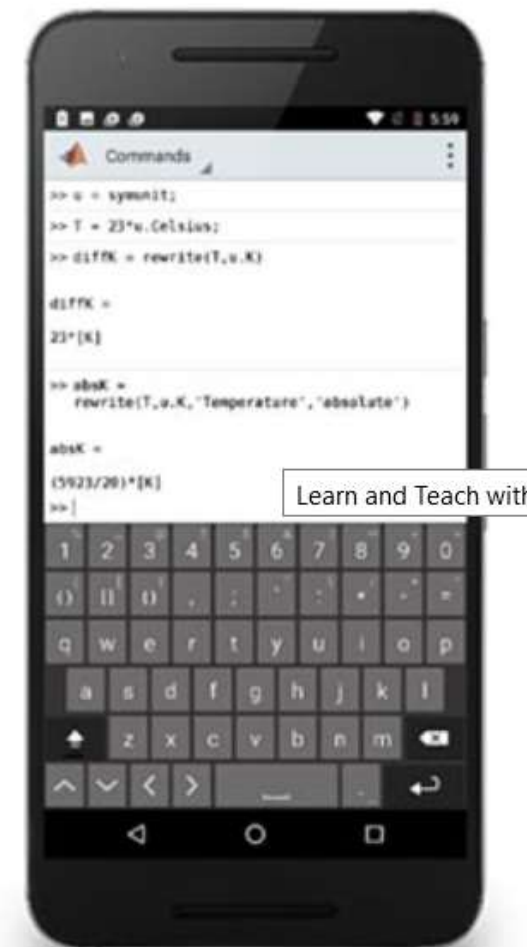 5:59
Commands
>> u = symunit;
>> T = 23*u.Celsius;
>> diffK = rewrite(T,u.K)
diffK =
23*[K]
>> absK =
rewrite(T,u.K,'Temperature','absolute')
absK =
(5923/20)*[K]
>>
Learn and Teach with
1 2 3 4 5 6 7 8 9 0
() [] {} , ; ' : * - =
q w e r t y u i o p
a s d f g h j k l
z x c v b n m
.